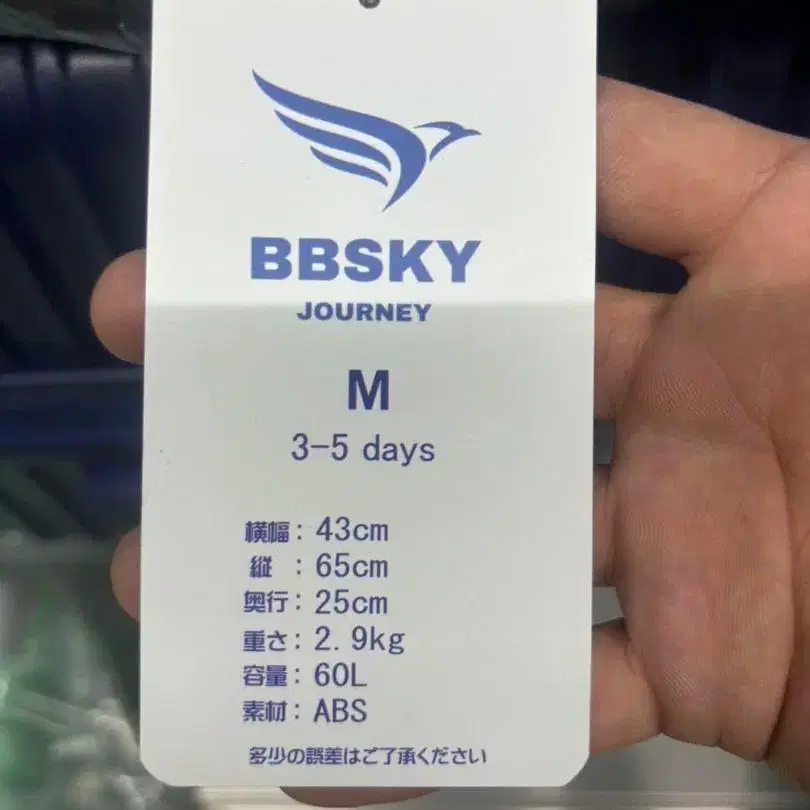 BBSKY
JOURNEY
M
3-5 days
横幅：43cm
縦　：65cm
奥行：25cm
重さ：2.9kg
容量：60L
素材：ABS
多少の誤差はご了承ください